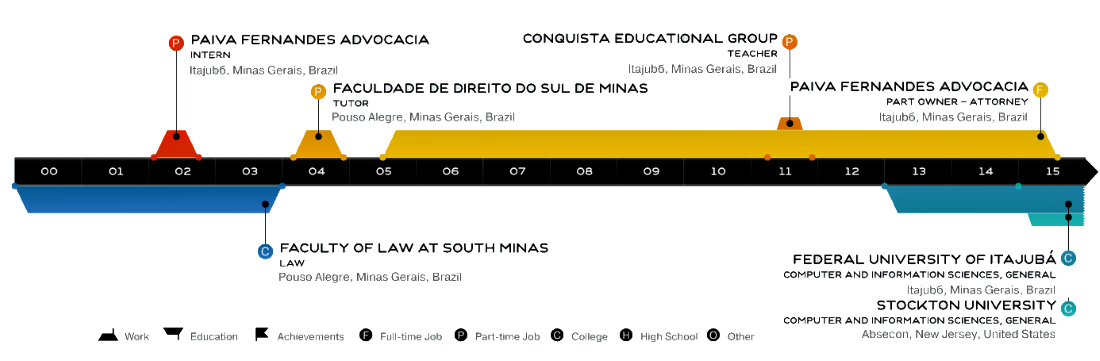 P PAIVA FERNANDES ADVOCACIA
INTERN
Itajubб, Minas Gerais, Brazil
CONQUISTA EDUCATIONAL GROUP P
TEACHER
Itajubб, Minas Gerais, Brazil
P FACULDADE DE DIREITO DO SUL DE MINAS
TUTOR
Pouso Alegre, Minas Gerais, Brazil
PAIVA FERNANDES ADVOCACIA F
PART OWNER – ATTORNEY
Itajubб, Minas Gerais, Brazil
00 01 02 03 04 05 06 07 08 09 10 11 12 13 14 15
C FACULTY OF LAW AT SOUTH MINAS
LAW
Pouso Alegre, Minas Gerais, Brazil
FEDERAL UNIVERSITY OF ITAJUBÁ C
COMPUTER AND INFORMATION SCIENCES, GENERAL
Itajubб, Minas Gerais, Brazil
STOCKTON UNIVERSITY C
COMPUTER AND INFORMATION SCIENCES, GENERAL
Absecon, New Jersey, United States
Work Education Achievements F Full-time Job P Part-time Job C College H High School O Other